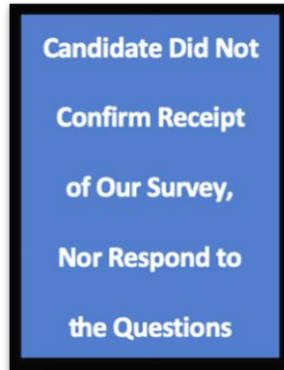 Candidate Did Not
Confirm Receipt
of Our Survey,
Nor Respond to
the Questions